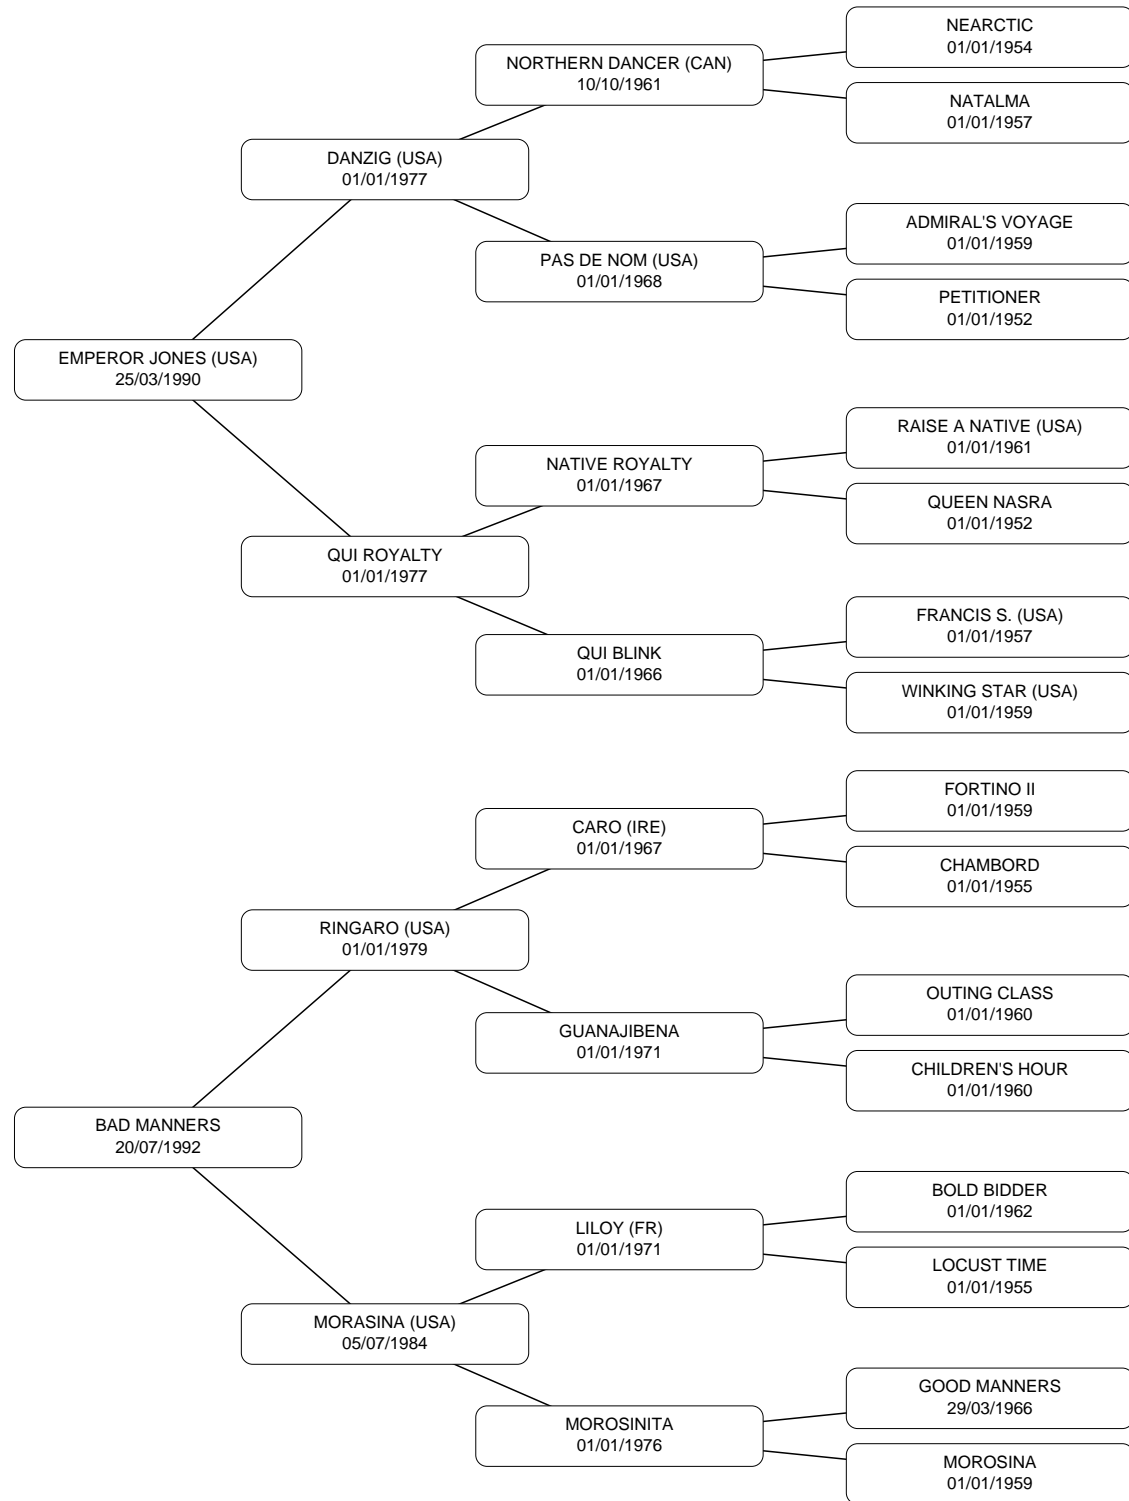 NEARCTIC
01/01/1954
NORTHERN DANCER (CAN)
10/10/1961
NATALMA
01/01/1957
DANZIG (USA)
01/01/1977
ADMIRAL'S VOYAGE
01/01/1959
PAS DE NOM (USA)
01/01/1968
PETITIONER
01/01/1952
EMPEROR JONES (USA)
25/03/1990
RAISE A NATIVE (USA)
01/01/1961
NATIVE ROYALTY
01/01/1967
QUEEN NASRA
01/01/1952
QUI ROYALTY
01/01/1977
FRANCIS S. (USA)
01/01/1957
QUI BLINK
01/01/1966
WINKING STAR (USA)
01/01/1959
FORTINO II
01/01/1959
CARO (IRE)
01/01/1967
CHAMBORD
01/01/1955
RINGARO (USA)
01/01/1979
OUTING CLASS
01/01/1960
GUANAJIBENA
01/01/1971
CHILDREN'S HOUR
01/01/1960
BAD MANNERS
20/07/1992
BOLD BIDDER
01/01/1962
LILOY (FR)
01/01/1971
LOCUST TIME
01/01/1955
MORASINA (USA)
05/07/1984
GOOD MANNERS
29/03/1966
MOROSINITA
01/01/1976
MOROSINA
01/01/1959